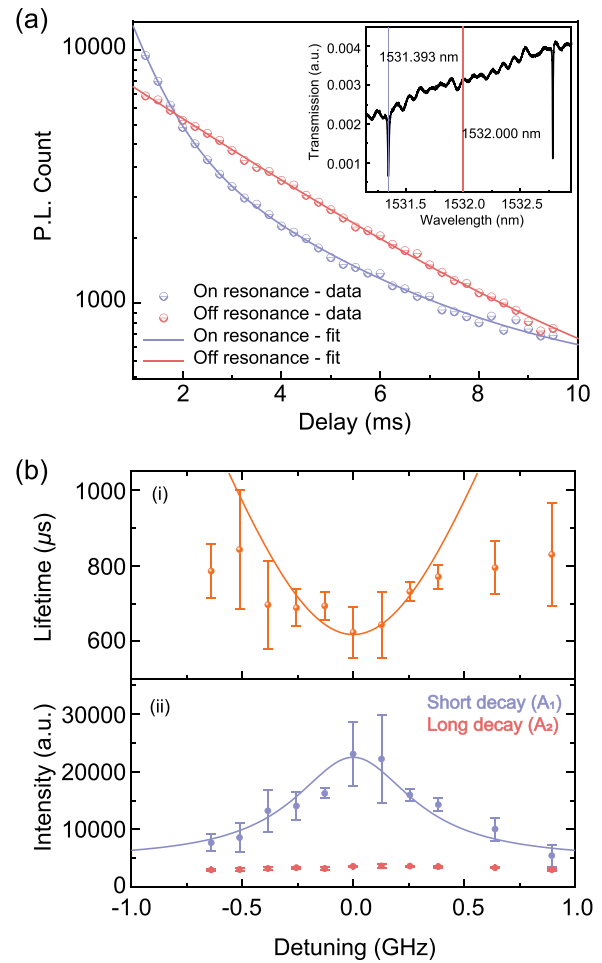 (a)
10000
1000
P.L. Count
2
4
6
8
10
Delay (ms)
On resonance - data
Off resonance - data
On resonance - fit
Off resonance - fit
0.004
0.003
0.002
0.001
Transmission (a.u.)
1531.393 nm
1532.000 nm
1531.5
1532.0
1532.5
Wavelength (nm)
(b)
(i)
1000
800
600
Lifetime (µs)
(ii)
Short decay (A₁)
Long decay (A₂)
30000
20000
10000
0
Intensity (a.u.)
-1.0
-0.5
0.0
0.5
1.0
Detuning (GHz)